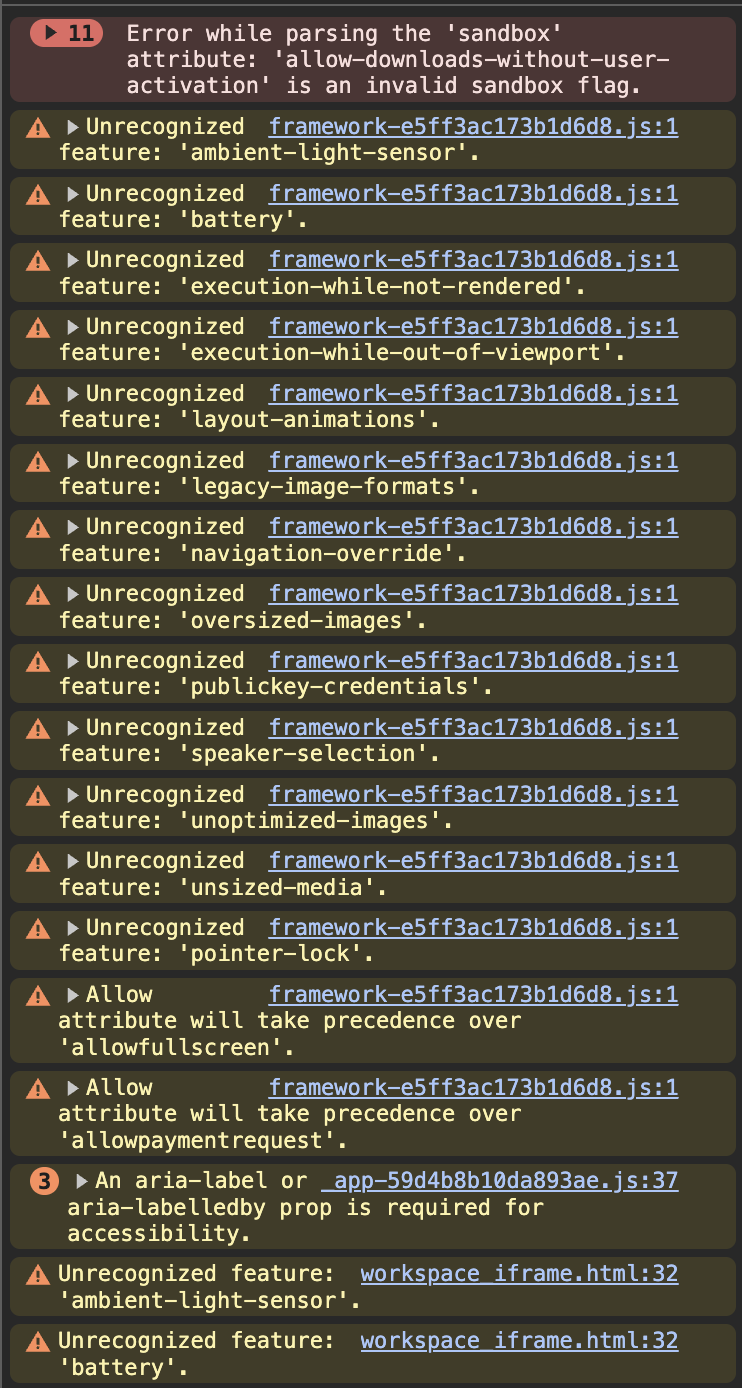 11 Error while parsing the 'sandbox'
attribute: 'allow-downloads-without-user-
activation' is an invalid sandbox flag.
Unrecognized framework-e5ff3ac173b1d6d8.js:1
feature: 'ambient-light-sensor'.
Unrecognized framework-e5ff3ac173b1d6d8.js:1
feature: 'battery'.
Unrecognized framework-e5ff3ac173b1d6d8.js:1
feature: 'execution-while-not-rendered'.
Unrecognized framework-e5ff3ac173b1d6d8.js:1
feature: 'execution-while-out-of-viewport'.
Unrecognized framework-e5ff3ac173b1d6d8.js:1
feature: 'layout-animations'.
Unrecognized framework-e5ff3ac173b1d6d8.js:1
feature: 'legacy-image-formats'.
Unrecognized framework-e5ff3ac173b1d6d8.js:1
feature: 'navigation-override'.
Unrecognized framework-e5ff3ac173b1d6d8.js:1
feature: 'oversized-images'.
Unrecognized framework-e5ff3ac173b1d6d8.js:1
feature: 'publickey-credentials'.
Unrecognized framework-e5ff3ac173b1d6d8.js:1
feature: 'speaker-selection'.
Unrecognized framework-e5ff3ac173b1d6d8.js:1
feature: 'unoptimized-images'.
Unrecognized framework-e5ff3ac173b1d6d8.js:1
feature: 'unsized-media'.
Unrecognized framework-e5ff3ac173b1d6d8.js:1
feature: 'pointer-lock'.
Allow framework-e5ff3ac173b1d6d8.js:1
attribute will take precedence over
'allowfullscreen'.
Allow framework-e5ff3ac173b1d6d8.js:1
attribute will take precedence over
'allowpaymentrequest'.
3 An aria-label or _app-59d4b8b10da893ae.js:37
aria-labelledby prop is required for
accessibility.
Unrecognized feature: workspace_iframe.html:32
'ambient-light-sensor'.
Unrecognized feature: workspace_iframe.html:32
'battery'.